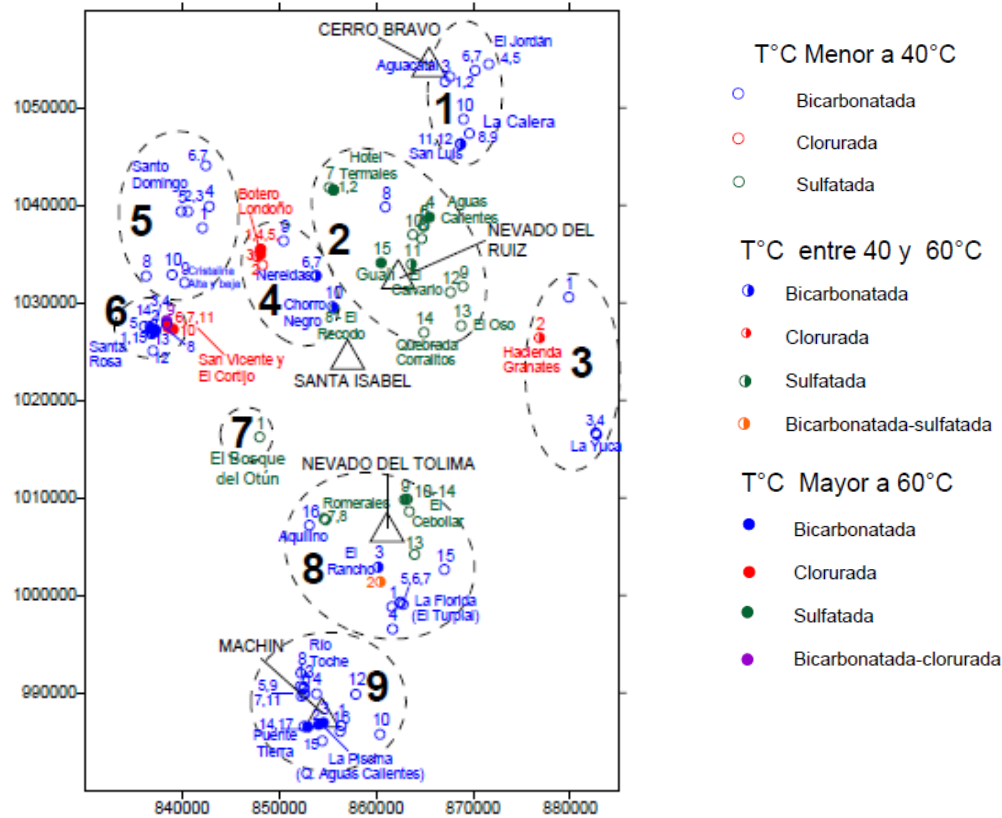 CERRO BRAVO
El Jordán
6,7
4,5
Aguacatal
3
1,2
1
10
La Calera
8,9
11,12
San Luis
1050000
1040000
1030000
1020000
1010000
1000000
990000
Santo
Domingo
6,7
5
2,3
4
1
5
8
10
9
Cristalina
Alta y baja
Botero
Londoño
1,4,5
3
2
9
Nereidas
6,7
4
Chorro
Negro
10
8
El
Recodo
Hotel
Termales
7
1,2
8
2
4
Aguas
Calientes
10
15
11
Gualí
El
Calvario
NEVADO DEL
RUIZ
12
9
13
El Oso
14
Quebrada
Corralitos
SANTA ISABEL
6
3,4
14
9
6,7,11
10
8
1,15
13
12
Santa
Rosa
San Vicente y
El Cortijo
1
2
Hacienda
Granates
3
3,4
La Yuca
7
1
El Bosque
del Otún
NEVADO DEL TOLIMA
9
10-14
El
Cebollar
Romerales
7,8
16
Aquilino
13
8
El
Rancho
3
2
15
5,6,7
1
La Florida
(El Turpial)
4
MACHIN
Río
Toche
8
13
5,9
7,11
4
12
9
3
2
1
16
10
14,17
Puente
Tierra
15
La Piscina
(Q. Aguas Calientes)
840000
850000
860000
870000
880000
T°C Menor a 40°C
Bicarbonatada
Clorurada
Sulfatada
T°C entre 40 y 60°C
Bicarbonatada
Clorurada
Sulfatada
Bicarbonatada-sulfatada
T°C Mayor a 60°C
Bicarbonatada
Clorurada
Sulfatada
Bicarbonatada-clorurada